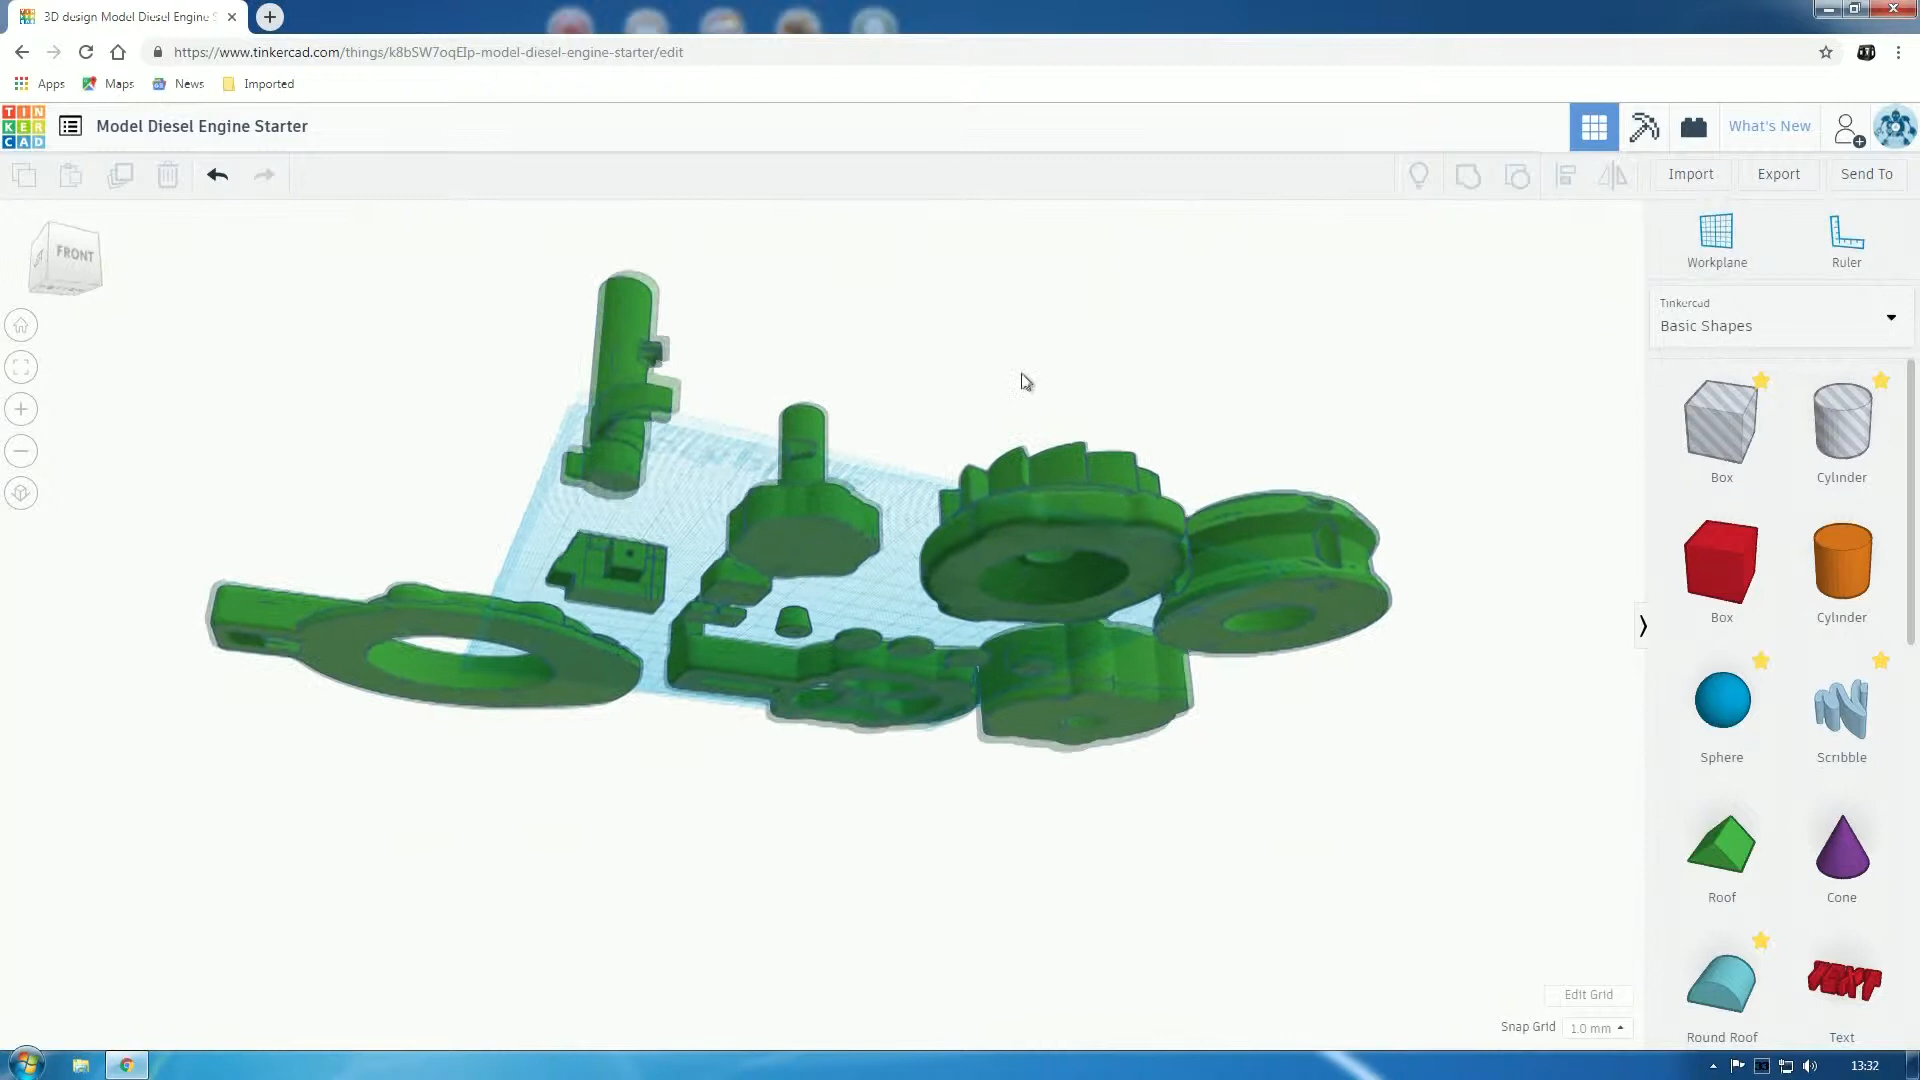 3D design Model Diesel Engine S
https://www.tinkercad.com/things/k8bSW7oqEIp-model-diesel-engine-starter/edit
Apps Maps News Imported
TIN
KER
CAD
Model Diesel Engine Starter
What's New
Import Export Send To
FRONT
Workplane Ruler
Tinkercad
Basic Shapes
Box Cylinder
Box Cylinder
Sphere Scribble
Roof Cone
TEXT
Round Roof Text
Edit Grid
Snap Grid 1.0 mm
13:32